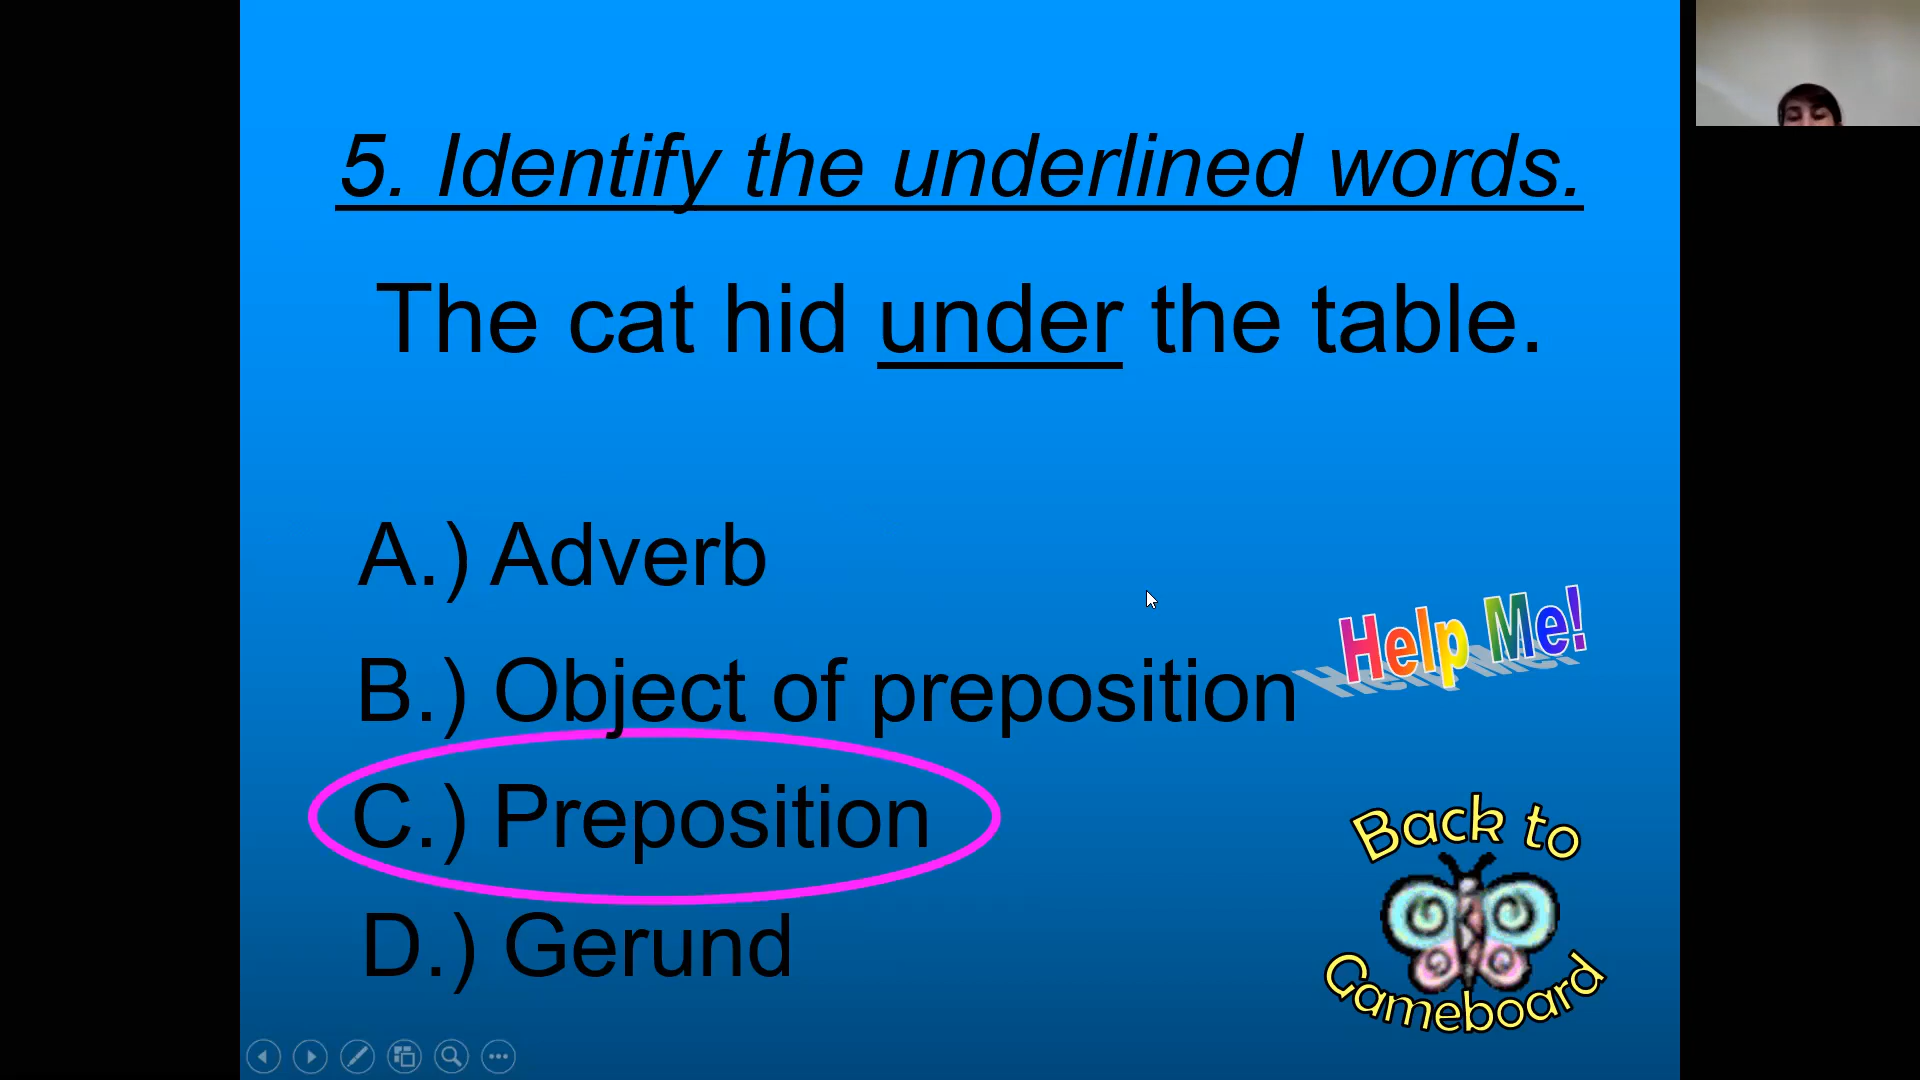 5. Identify the underlined words.
The cat hid under the table.
A.) Adverb
B.) Object of preposition
C.) Preposition
D.) Gerund
Help Me!
Back to
Gameboard